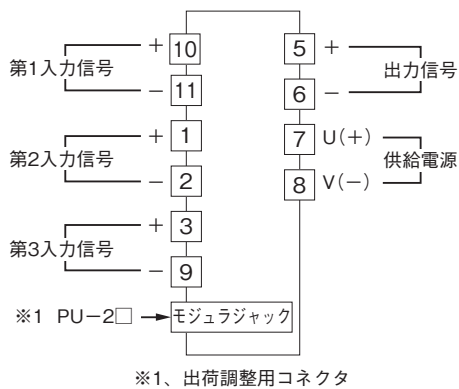 第1入力信号
+ 10
- 11
第2入力信号
+ 1
- 2
第3入力信号
+ 3
- 9
※1 PU-2□ モジュラジャック
5 +
6 -
出力信号
7 U(+)
8 V(-)
供給電源
※1、出荷調整用コネクタ